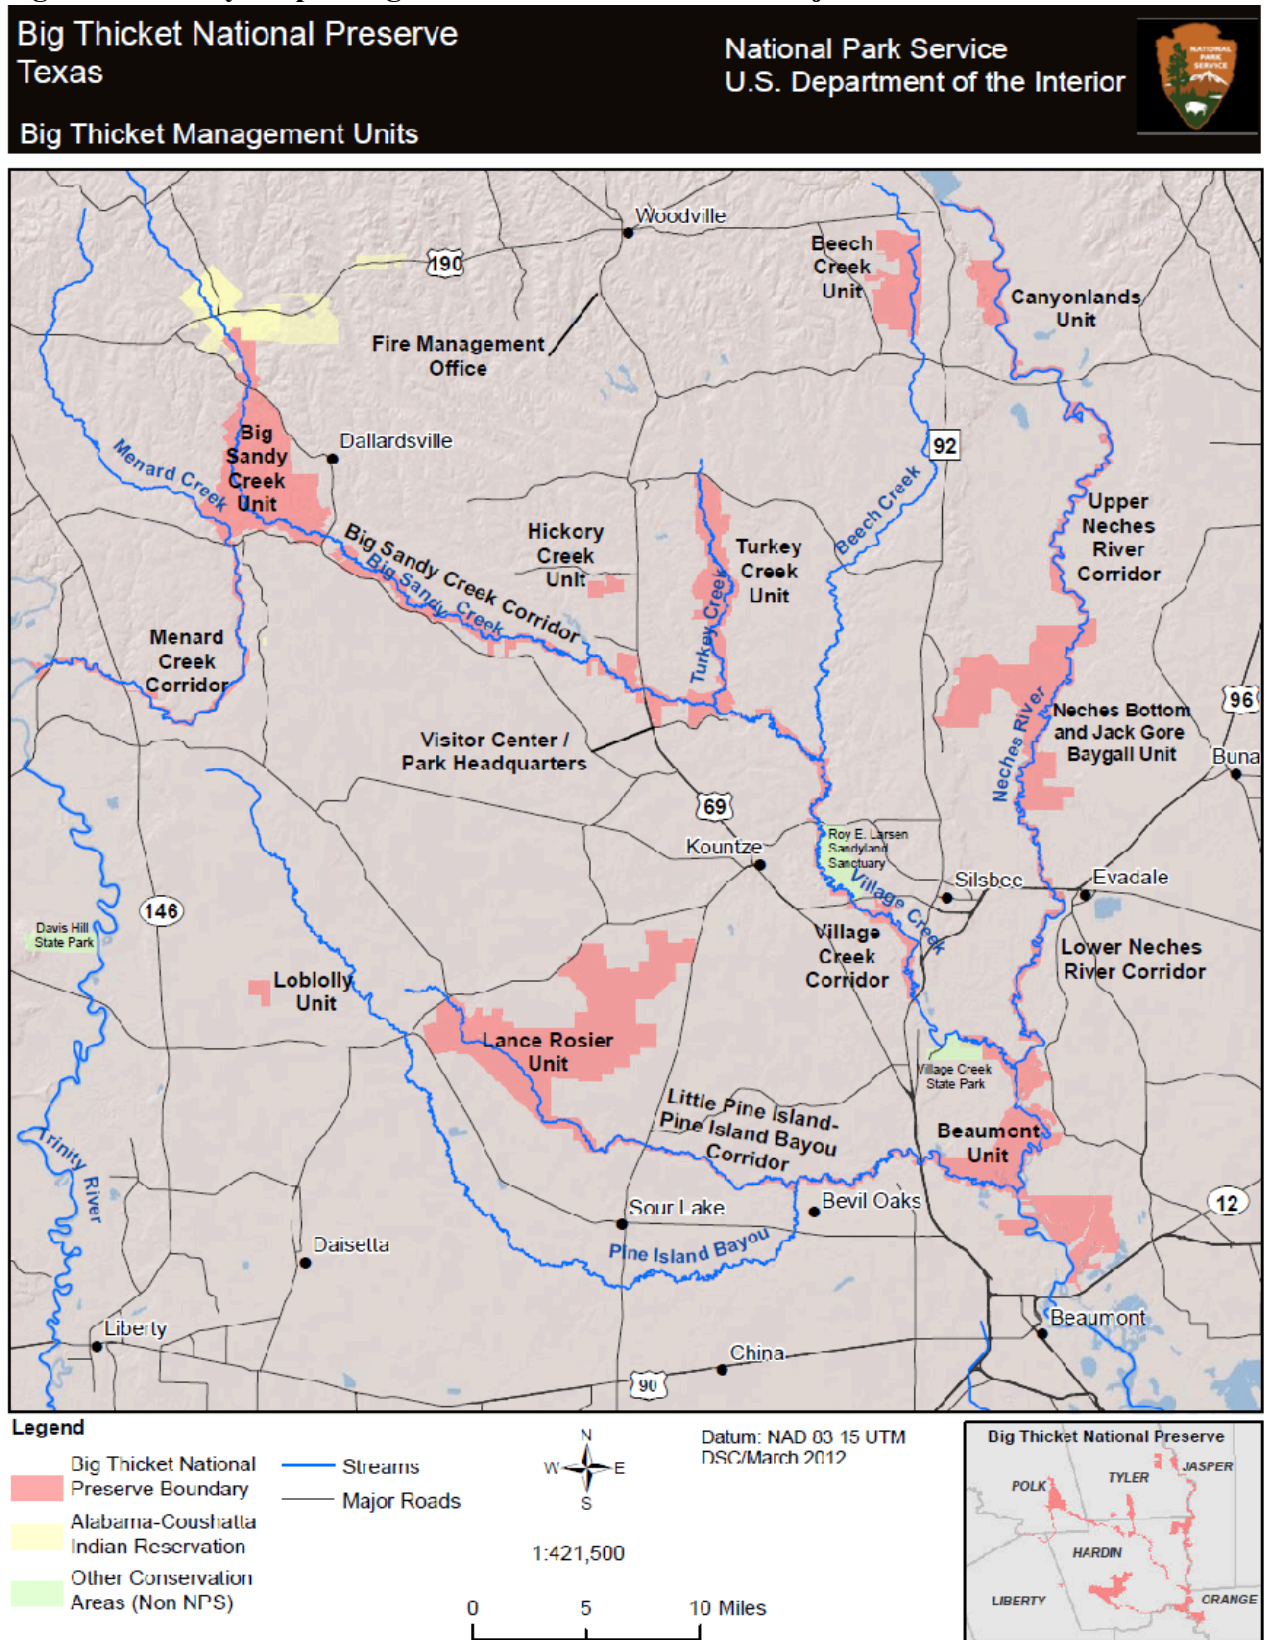 Big Thicket National Preserve
Texas
Big Thicket Management Units
National Park Service
U.S. Department of the Interior
NATIONAL
PARK
SERVICE
Woodville
190
Beech
Creek
Unit
Canyonlands
Unit
Fire Management
Office
Big
Sandy
Creek
Unit
Dallardsville
Menard Creek
92
Beech Creek
Upper
Neches
River
Corridor
Hickory
Creek
Unit
Turkey
Creek
Unit
Big Sandy Creek Corridor
Big Sandy Creek
Turkey Creek
Menard
Creek
Corridor
96
Neches River
Neches Bottom
and Jack Gore
Baygall Unit
Buna
Visitor Center /
Park Headquarters
69
Kountze
Roy E. Larsen
Sandyland
Sanctuary
Village Creek
Silsbee
Evadale
146
Davis Hill
State Park
Village
Creek
Corridor
Lower Neches
River Corridor
Loblolly
Unit
Lance Rosier
Unit
Village Creek
State Park
Little Pine Island-
Pine Island Bayou
Corridor
Beaumont
Unit
Trinity River
Sour Lake
Bevil Oaks
12
Pine Island Bayou
Daisetta
Liberty
Beaumont
China
90
Legend
Big Thicket National
Preserve Boundary
Alabama-Coushatta
Indian Reservation
Other Conservation
Areas (Non NPS)
Streams
Major Roads
N
W E
S
1:421,500
0 5 10 Miles
Datum: NAD 83 15 UTM
DSC/March 2012
Big Thicket National Preserve
POLK
TYLER
JASPER
HARDIN
LIBERTY
ORANGE